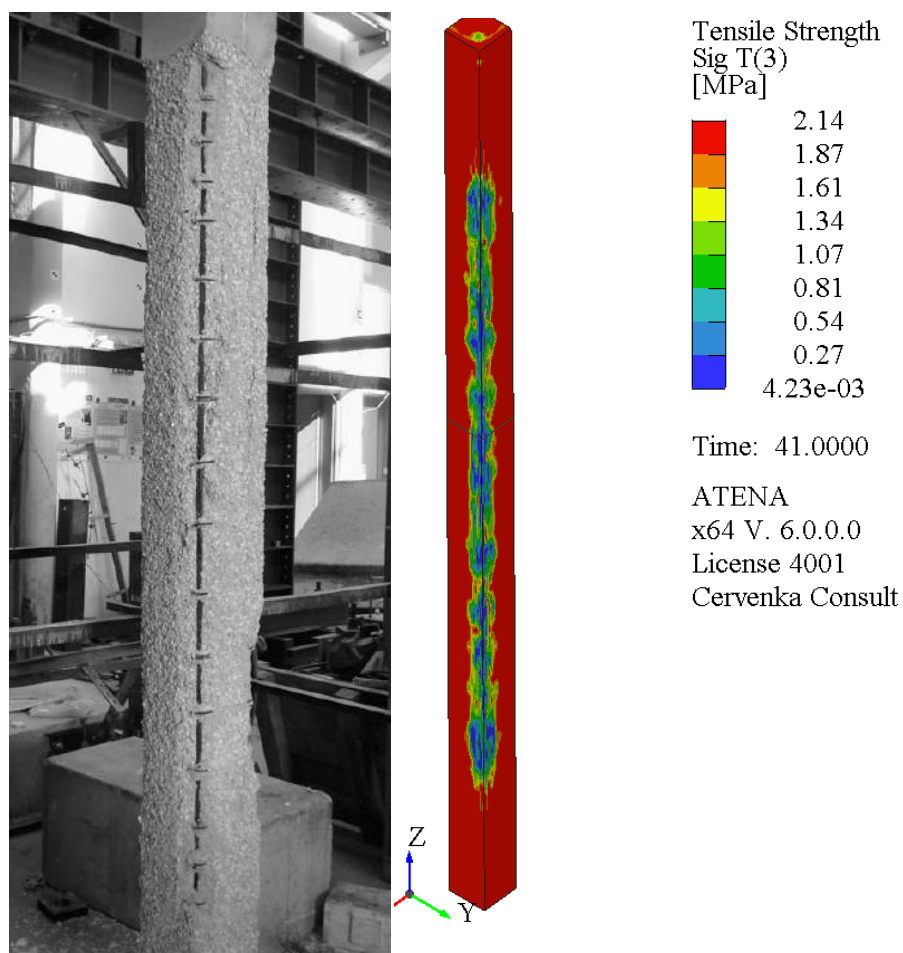 Tensile Strength
Sig T(3)
[MPa]
2.14
1.87
1.61
1.34
1.07
0.81
0.54
0.27
4.23e-03
Time: 41.0000
ATENA
x64 V. 6.0.0.0
License 4001
Cervenka Consult
Z
Y